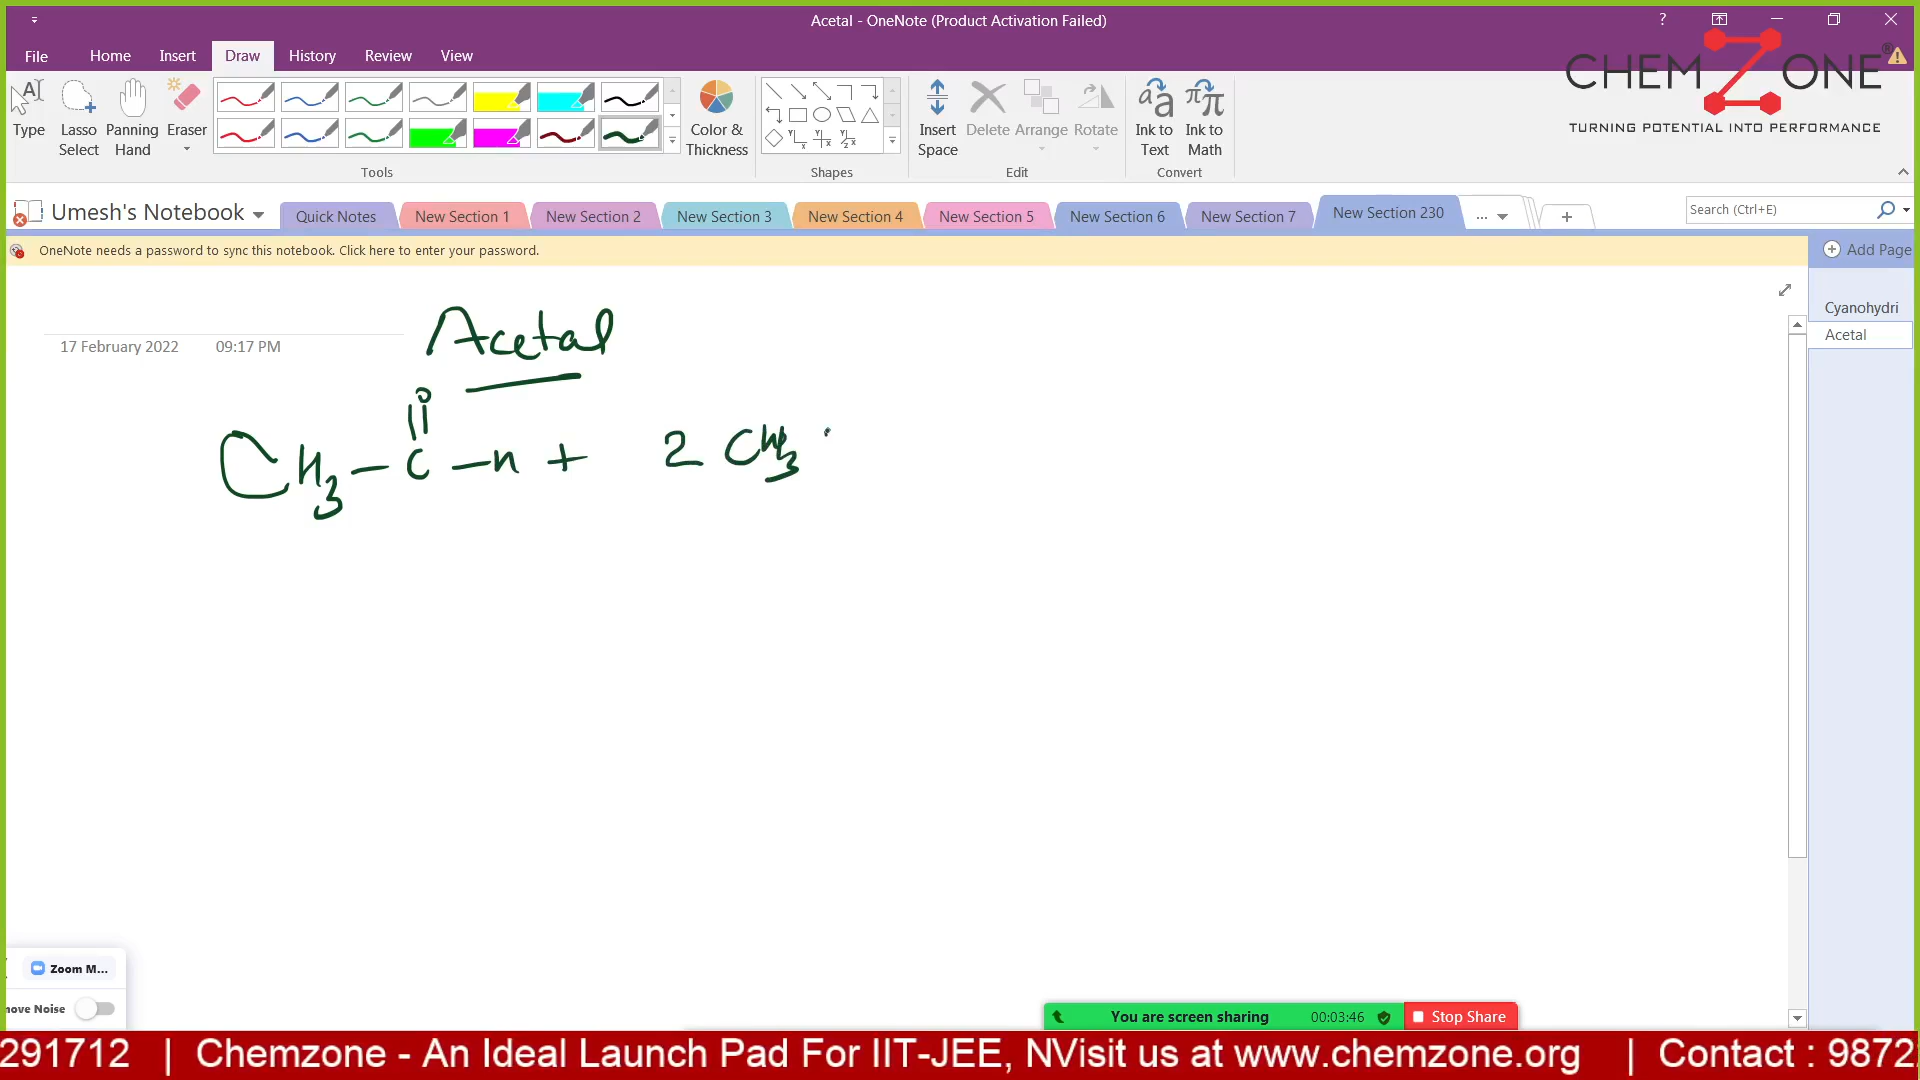 Acetal - OneNote (Product Activation Failed)
?
File Home Insert Draw History Review View
CHEMZONE®
TURNING POTENTIAL INTO PERFORMANCE
Type
Lasso Select
Panning Hand
Eraser
Color & Thickness
Insert Space
Delete
Arrange
Rotate
Ink to Text
Ink to Math
Tools Shapes Edit Convert
Umesh's Notebook Quick Notes New Section 1 New Section 2 New Section 3 New Section 4 New Section 5 New Section 6 New Section 7 New Section 230 ... + Search (Ctrl+E)
OneNote needs a password to sync this notebook. Click here to enter your password.
Add Page
Cyanohydri
Acetal
Acetal
17 February 2022 09:17 PM
O
CH3 - C - H + 2 CH3
Zoom M...
nove Noise
You are screen sharing 00:03:46 Stop Share
291712 | Chemzone - An Ideal Launch Pad For IIT-JEE, NVisit us at www.chemzone.org | Contact : 9872